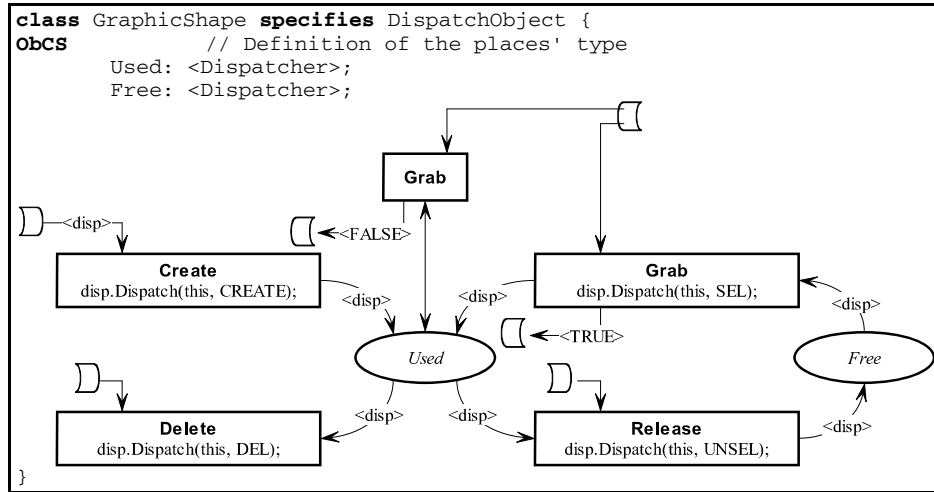 class GraphicShape specifies DispatchObject {
ObCS // Definition of the places' type
Used: <Dispatcher>;
Free: <Dispatcher>;
Grab
<disp>
<FALSE>
Create
disp.Dispatch(this, CREATE);
<disp>
<disp>
Grab
disp.Dispatch(this, SEL);
<disp>
<TRUE>
Used
Free
<disp>
<disp>
Delete
disp.Dispatch(this, DEL);
Release
disp.Dispatch(this, UNSEL);
<disp>
}